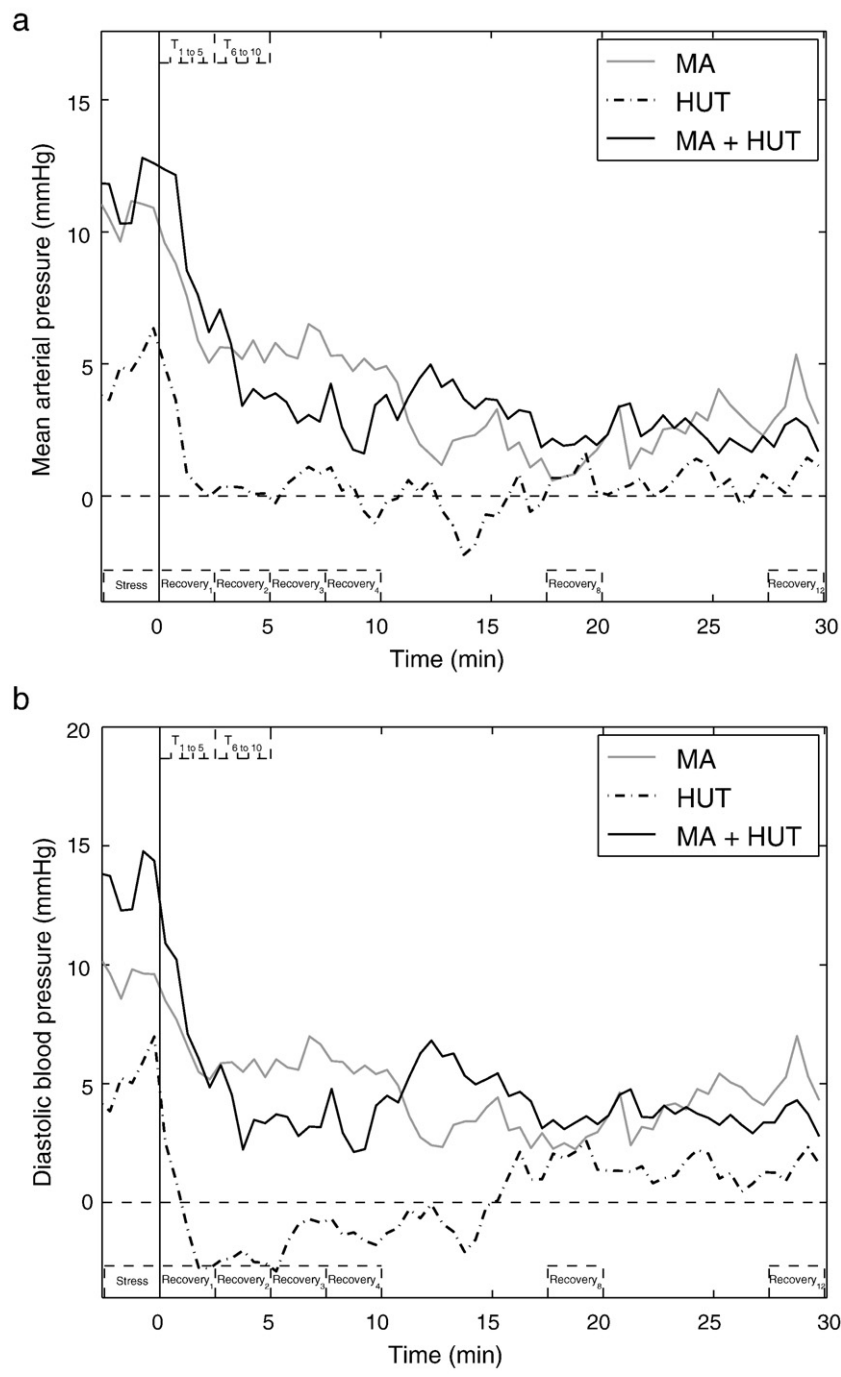 a
T1 to 5 T6 to 10
MA
HUT
MA + HUT
15
10
5
0
Mean arterial pressure (mmHg)
Stress Recovery1 Recovery2 Recovery3 Recovery4 Recovery8 Recovery12
0 5 10 15 20 25 30
Time (min)
b
20
T1 to 5 T6 to 10
MA
HUT
MA + HUT
15
10
5
0
Diastolic blood pressure (mmHg)
Stress Recovery1 Recovery2 Recovery3 Recovery4 Recovery8 Recovery12
0 5 10 15 20 25 30
Time (min)